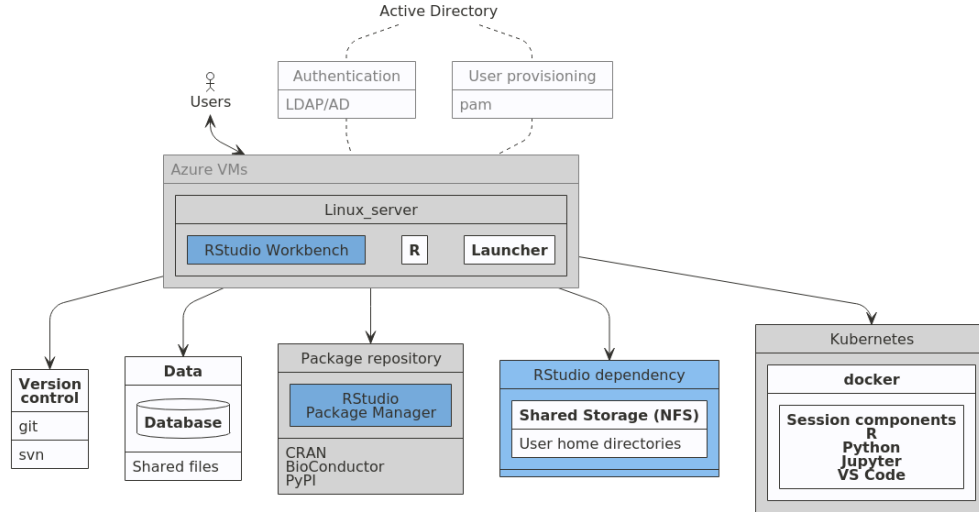 Active Directory
Authentication
LDAP/AD
User provisioning
pam
Users
Azure VMs
Linux_server
RStudio Workbench
R
Launcher
Version
control
git
svn
Data
Database
Shared files
Package repository
RStudio
Package Manager
CRAN
BioConductor
PyPI
RStudio dependency
Shared Storage (NFS)
User home directories
Kubernetes
docker
Session components
R
Python
Jupyter
VS Code